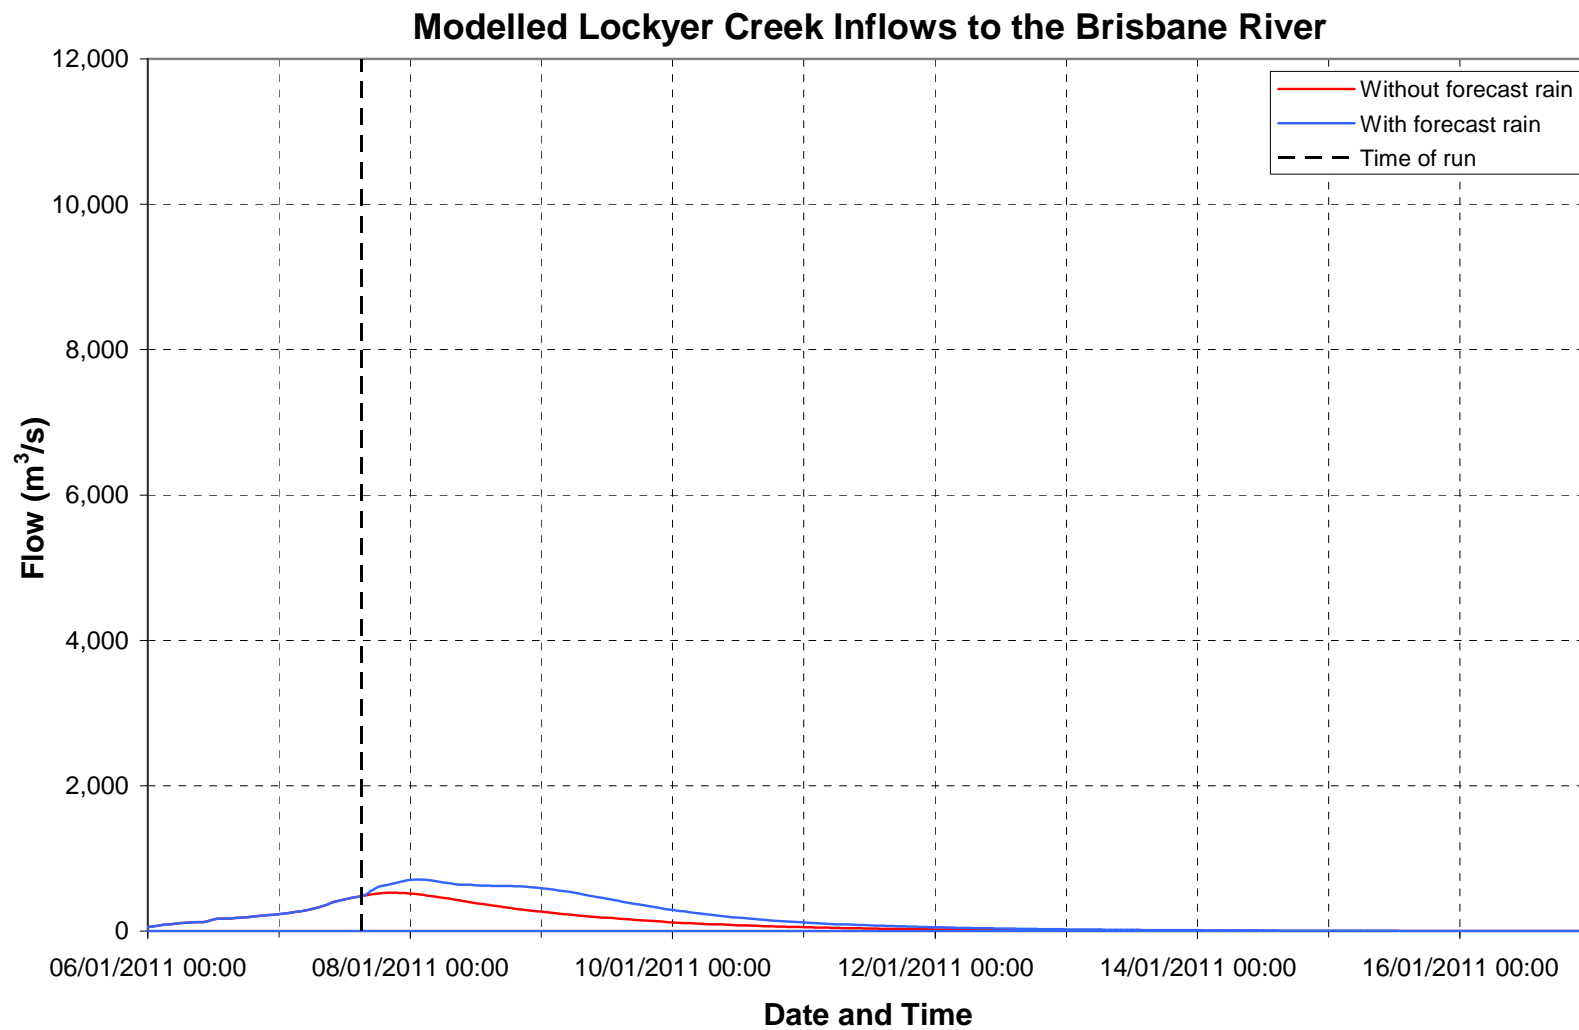 Modelled Lockyer Creek Inflows to the Brisbane River
12,000
10,000
8,000
6,000
4,000
2,000
0
Flow (m³/s)
Without forecast rain
With forecast rain
Time of run
06/01/2011 00:00
08/01/2011 00:00
10/01/2011 00:00
12/01/2011 00:00
14/01/2011 00:00
16/01/2011 00:00
Date and Time